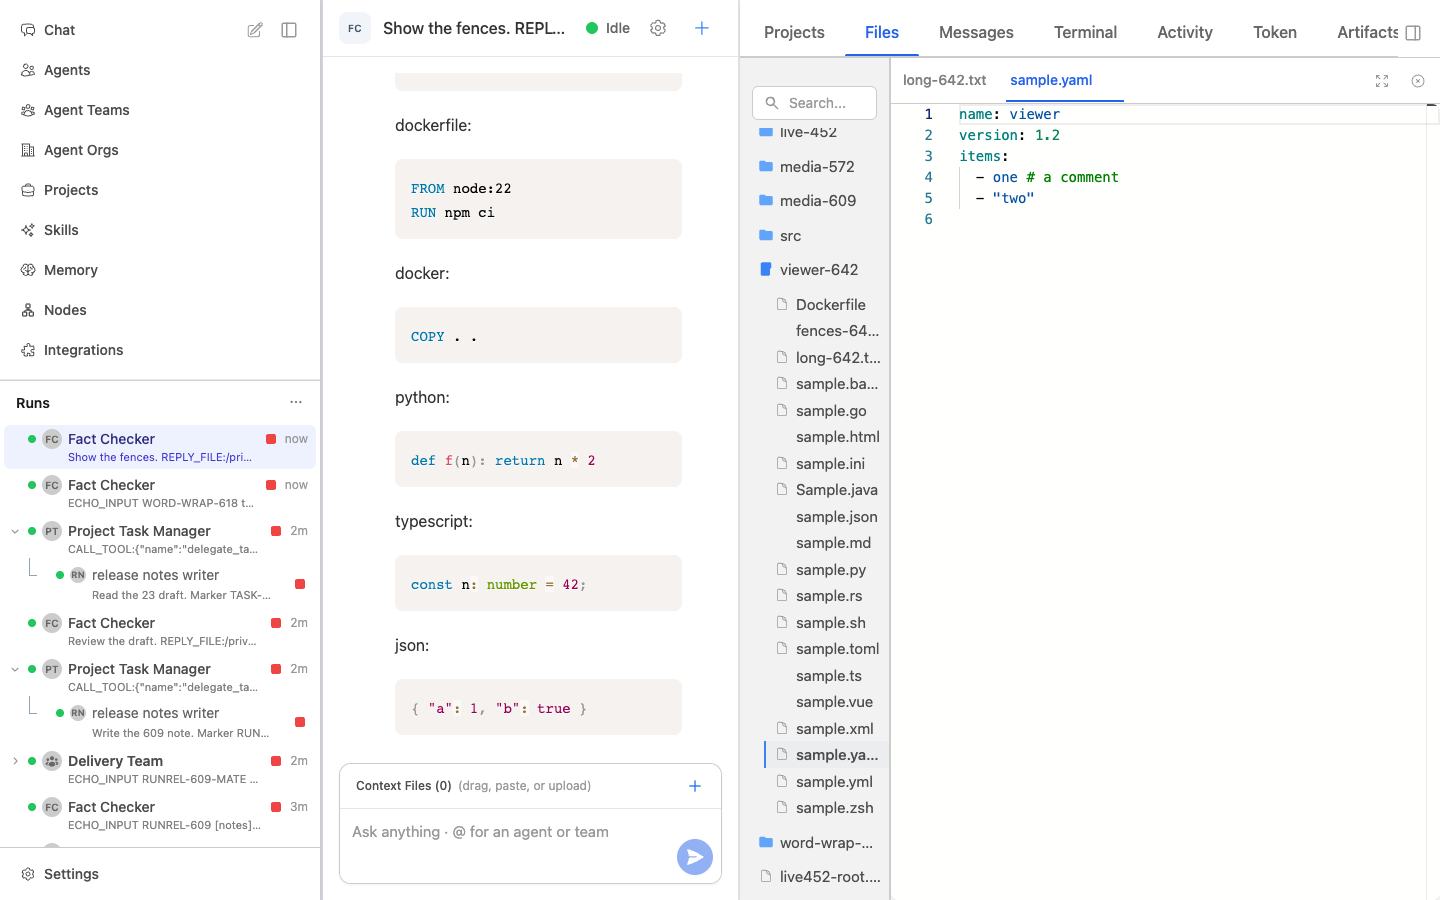 Chat
Agents
Agent Teams
Agent Orgs
Projects
Skills
Memory
Nodes
Integrations
Runs
FC Fact Checker now
Show the fences. REPLY_FILE:/pri...
FC Fact Checker now
ECHO_INPUT WORD-WRAP-618 t...
PT Project Task Manager 2m
CALL_TOOL:{"name":"delegate_ta...
RN release notes writer
Read the 23 draft. Marker TASK-...
FC Fact Checker 2m
Review the draft. REPLY_FILE:/priv...
PT Project Task Manager 2m
CALL_TOOL:{"name":"delegate_ta...
RN release notes writer
Write the 609 note. Marker RUN...
Delivery Team 2m
ECHO_INPUT RUNREL-609-MATE ...
FC Fact Checker 3m
ECHO_INPUT RUNREL-609 [notes]...
Settings
FC Show the fences. REPL... Idle
dockerfile:
FROM node:22
RUN npm ci
docker:
COPY . .
python:
def f(n): return n * 2
typescript:
const n: number = 42;
json:
{ "a": 1, "b": true }
Context Files (0) (drag, paste, or upload)
Ask anything · @ for an agent or team
Projects Files Messages Terminal Activity Token Artifacts
Search...
live-452
media-572
media-609
src
viewer-642
Dockerfile
fences-64...
long-642.t...
sample.ba...
sample.go
sample.html
sample.ini
Sample.java
sample.json
sample.md
sample.py
sample.rs
sample.sh
sample.toml
sample.ts
sample.vue
sample.xml
sample.ya...
sample.yml
sample.zsh
word-wrap-...
live452-root....
long-642.txt sample.yaml
1 name: viewer
2 version: 1.2
3 items:
4 - one # a comment
5 - "two"
6